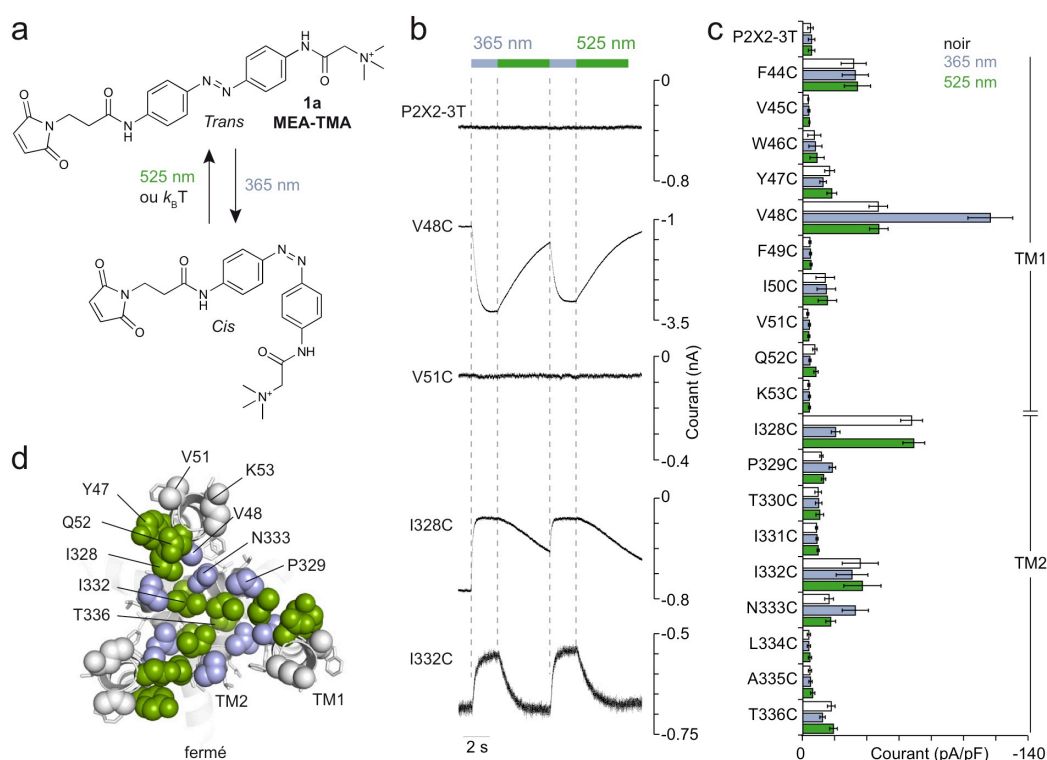 a
O
N
O
O
N
H
Trans
N
N
H
N
O
N+
1a
MEA-TMA
525 nm
ou kBT
365 nm
O
N
O
O
N
H
Cis
N
N
NH
O
N+
b
365 nm
525 nm
P2X2-3T
0
-0.8
V48C
-1
-3.5
V51C
0
-0.4
I328C
0
-0.8
I332C
-0.5
-0.75
Courant (nA)
2 s
c
noir
365 nm
525 nm
P2X2-3T
F44C
V45C
W46C
Y47C
V48C
F49C
I50C
V51C
Q52C
K53C
I328C
P329C
T330C
I331C
I332C
N333C
L334C
A335C
T336C
TM1
TM2
0
Courant (pA/pF)
-140
d
V51
K53
Y47
Q52
V48
I328
N333
I332
P329
T336
TM2
TM1
fermé